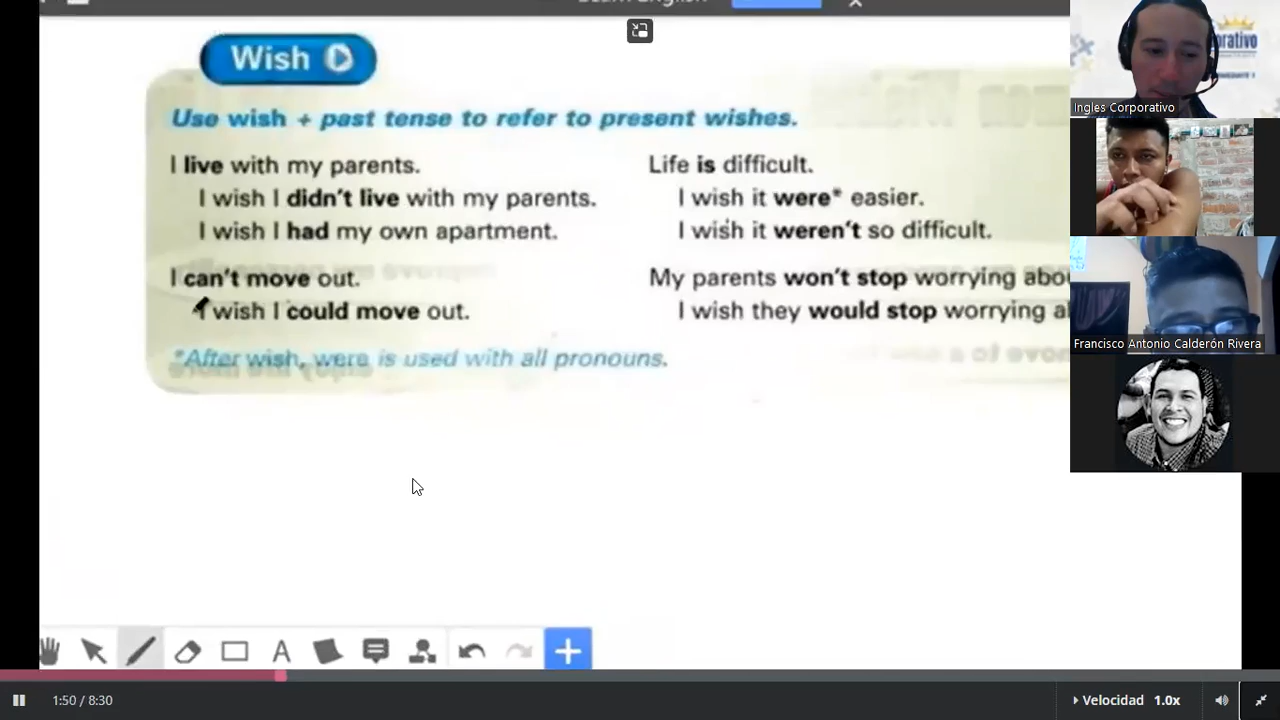 Wish
Use wish + past tense to refer to present wishes.
I live with my parents.
I wish I didn't live with my parents.
I wish I had my own apartment.
I can't move out.
I wish I could move out.
*After wish, were is used with all pronouns.
Life is difficult.
I wish it were* easier.
I wish it weren't so difficult.
My parents won't stop worrying abo
I wish they would stop worrying a
Ingles Corporativo
Francisco Antonio Calderón Rivera
1:50 / 8:30
Velocidad 1.0x